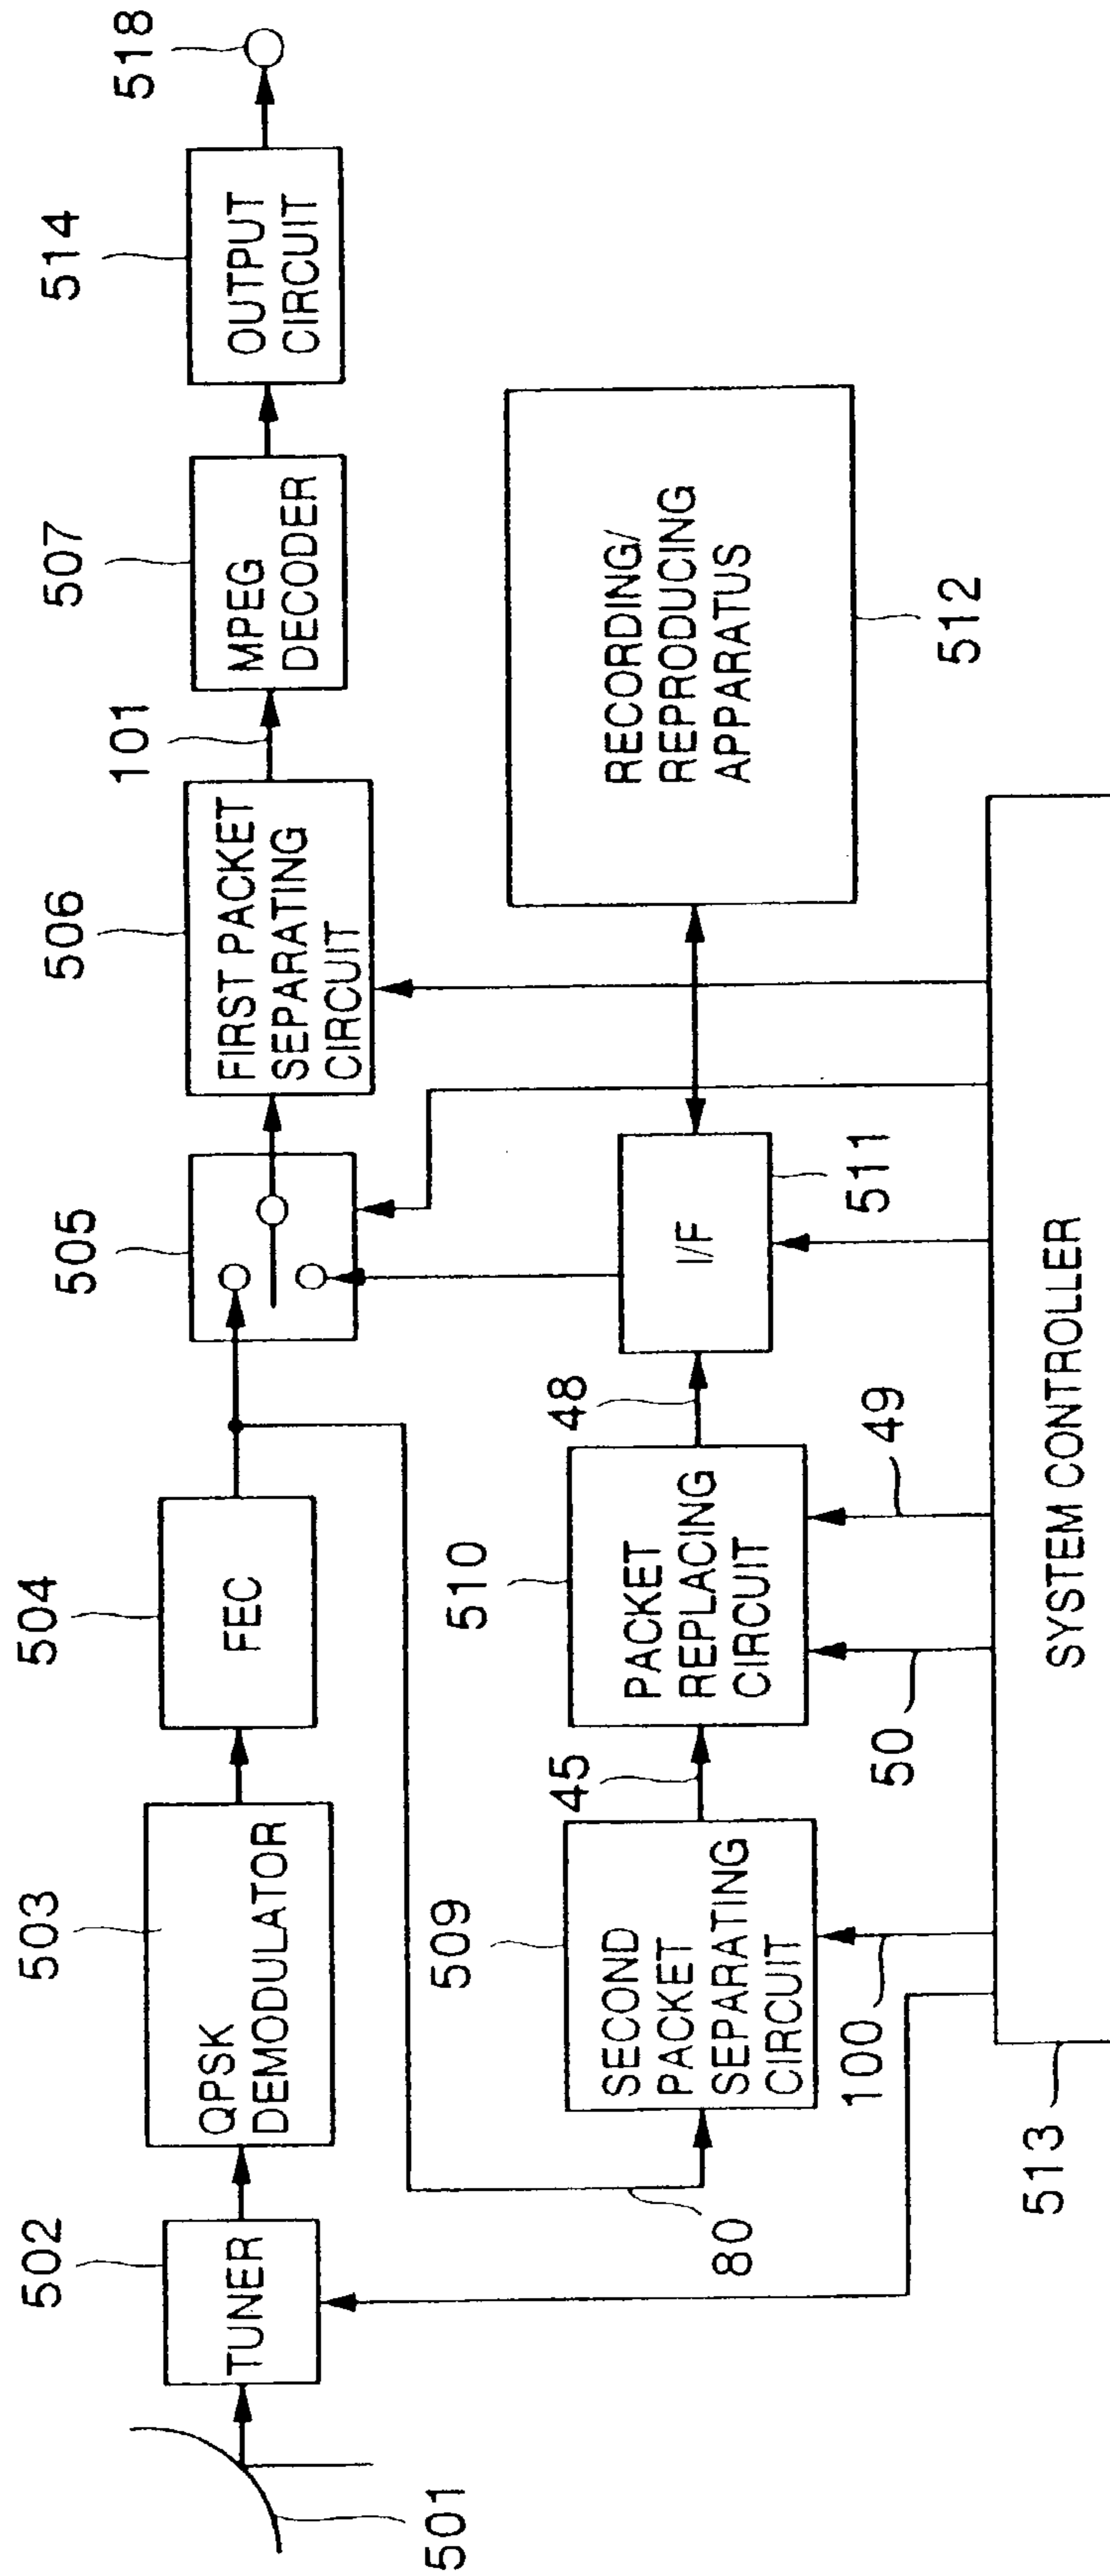 501
502
TUNER
503
QPSK
DEMODULATOR
504
FEC
505
506
FIRST PACKET
SEPARATING
CIRCUIT
101
507
MPEG
DECODER
514
OUTPUT
CIRCUIT
518
80
509
SECOND
PACKET
SEPARATING
CIRCUIT
45
510
PACKET
REPLACING
CIRCUIT
48
I/F
511
RECORDING/
REPRODUCING
APPARATUS
512
100
50
49
513
SYSTEM CONTROLLER